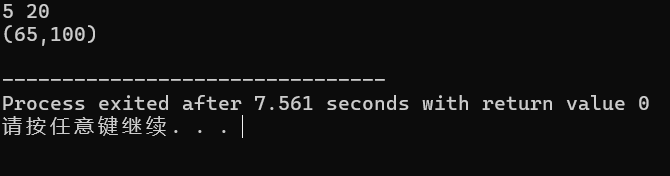 5 20
(65,100)
--------------------------------
Process exited after 7.561 seconds with return value 0
请按任意键继续. . .